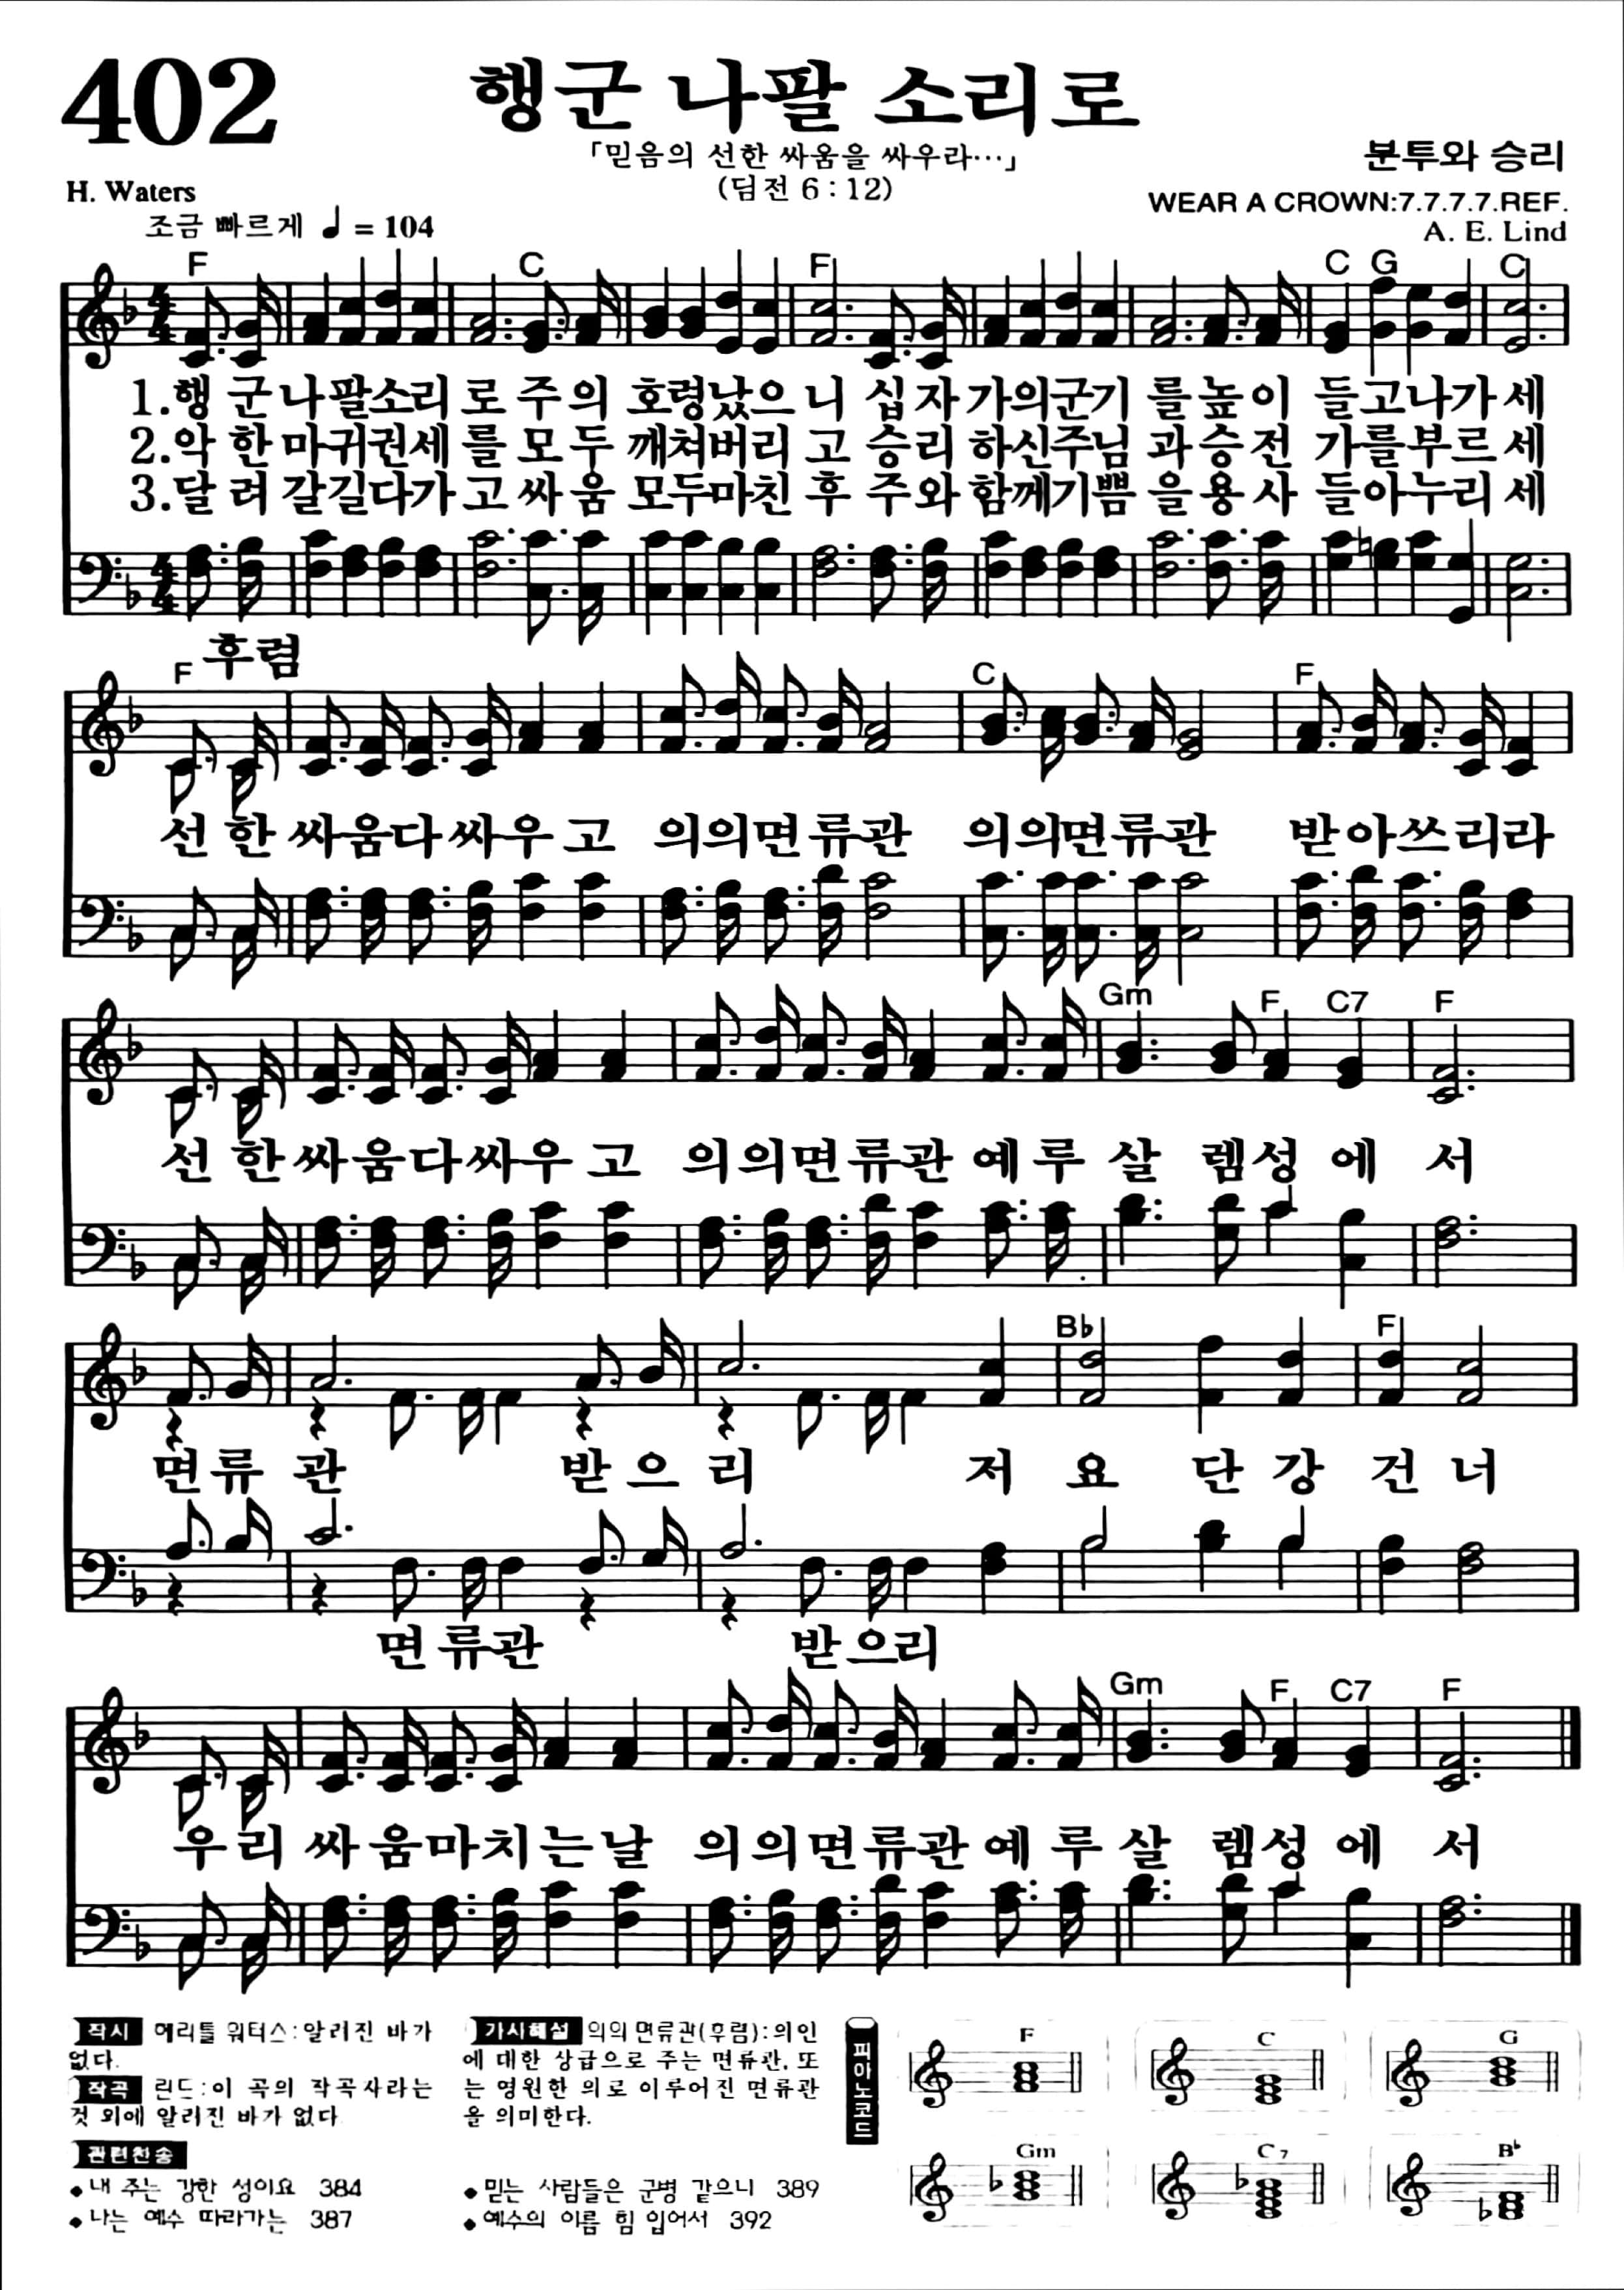 402
행군 나팔 소리로
「믿음의 선한 싸움을 싸우라…」
(딤전 6 : 12)
분투와 승리
H. Waters
WEAR A CROWN:7.7.7.7.REF.
조금 빠르게 ♩ = 104
A. E. Lind
F C F C G C
1.행 군 나 팔 소 리 로 주 의 호 령 났 으 니 십 자 가 의 군 기 를 높 이 들 고 나 가 세
2.악 한 마 귀 권 세 를 모 두 깨 쳐 버 리 고 승 리 하 신 주 님 과 승 전 가 를 부 르 세
3.달 려 갈 길 다 가 고 싸 움 모 두 마 친 후 주 와 함 께 기 쁨 을 용 사 들 아 누 리 세
후렴
F C F
선 한 싸 움 다 싸 우 고 의 의 면 류 관 의 의 면 류 관 받 아 쓰 리 라
Gm F C7 F
선 한 싸 움 다 싸 우 고 의 의 면 류 관 예 루 살 렘 성 에 서
B♭ F
면 류 관 받 으 리 저 요 단 강 건 너
면 류 관 받 으 리
Gm F C7 F
우 리 싸 움 마 치 는 날 의 의 면 류 관 예 루 살 렘 성 에 서
작시 허리틀 워터스:알려진 바가
없다.
작곡 린드:이 곡의 작곡자라는
것 외에 알려진 바가 없다
가사해설 의의 면류관(후렴):의인
에 대한 상급으로 주는 면류관, 또
는 영원한 의로 이루어진 면류관
을 의미한다.
관련찬송
•내 주는 강한 성이요 384
•나는 예수 따라가는 387
•믿는 사람들은 군병 같으니 389
•예수의 이름 힘 입어서 392
피아노코드
F C G
Gm C7 B♭